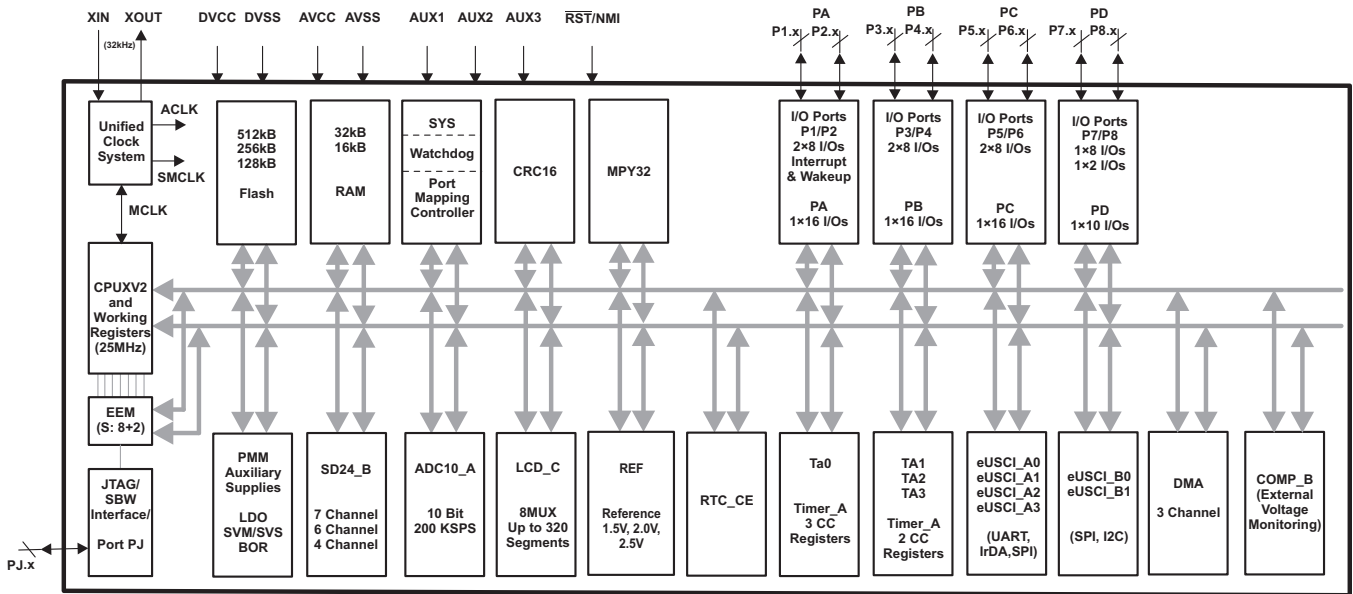 XIN
XOUT
(32kHz)
DVCC
DVSS
AVCC
AVSS
AUX1
AUX2
AUX3
RST/NMI
PA
P1.x
P2.x
PB
P3.x
P4.x
PC
P5.x
P6.x
PD
P7.x
P8.x
Unified
Clock
System
ACLK
SMCLK
MCLK
512kB
256kB
128kB
Flash
32kB
16kB
RAM
SYS
Watchdog
Port
Mapping
Controller
CRC16
MPY32
I/O Ports
P1/P2
2×8 I/Os
Interrupt
& Wakeup
PA
1×16 I/Os
I/O Ports
P3/P4
2×8 I/Os
PB
1×16 I/Os
I/O Ports
P5/P6
2×8 I/Os
PC
1×16 I/Os
I/O Ports
P7/P8
1×8 I/Os
1×2 I/Os
PD
1×10 I/Os
CPUXV2
and
Working
Registers
(25MHz)
EEM
(S: 8+2)
JTAG/
SBW
Interface/
Port PJ
PJ.x
PMM
Auxiliary
Supplies
LDO
SVM/SVS
BOR
SD24_B
7 Channel
6 Channel
4 Channel
ADC10_A
10 Bit
200 KSPS
LCD_C
8MUX
Up to 320
Segments
REF
Reference
1.5V, 2.0V,
2.5V
RTC_CE
Ta0
Timer_A
3 CC
Registers
TA1
TA2
TA3
Timer_A
2 CC
Registers
eUSCI_A0
eUSCI_A1
eUSCI_A2
eUSCI_A3
(UART,
IrDA,SPI)
eUSCI_B0
eUSCI_B1
(SPI, I2C)
DMA
3 Channel
COMP_B
(External
Voltage
Monitoring)